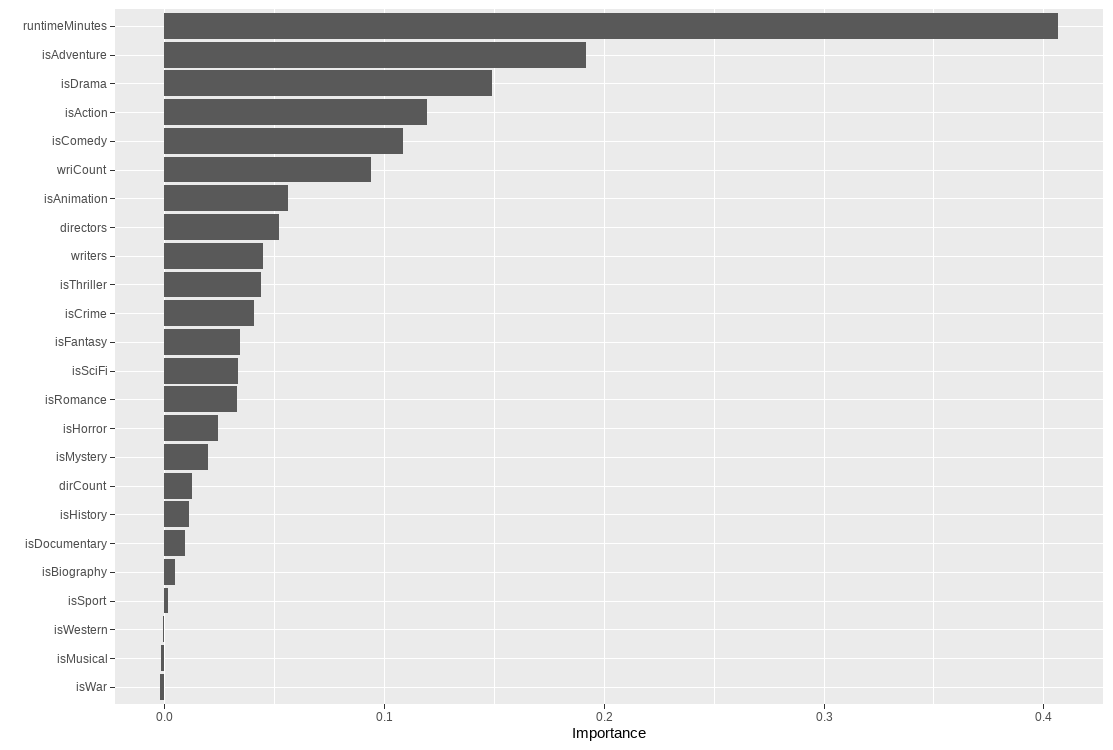 runtimeMinutes
isAdventure
isDrama
isAction
isComedy
wriCount
isAnimation
directors
writers
isThriller
isCrime
isFantasy
isSciFi
isRomance
isHorror
isMystery
dirCount
isHistory
isDocumentary
isBiography
isSport
isWestern
isMusical
isWar
0.0 0.1 0.2 0.3 0.4
Importance